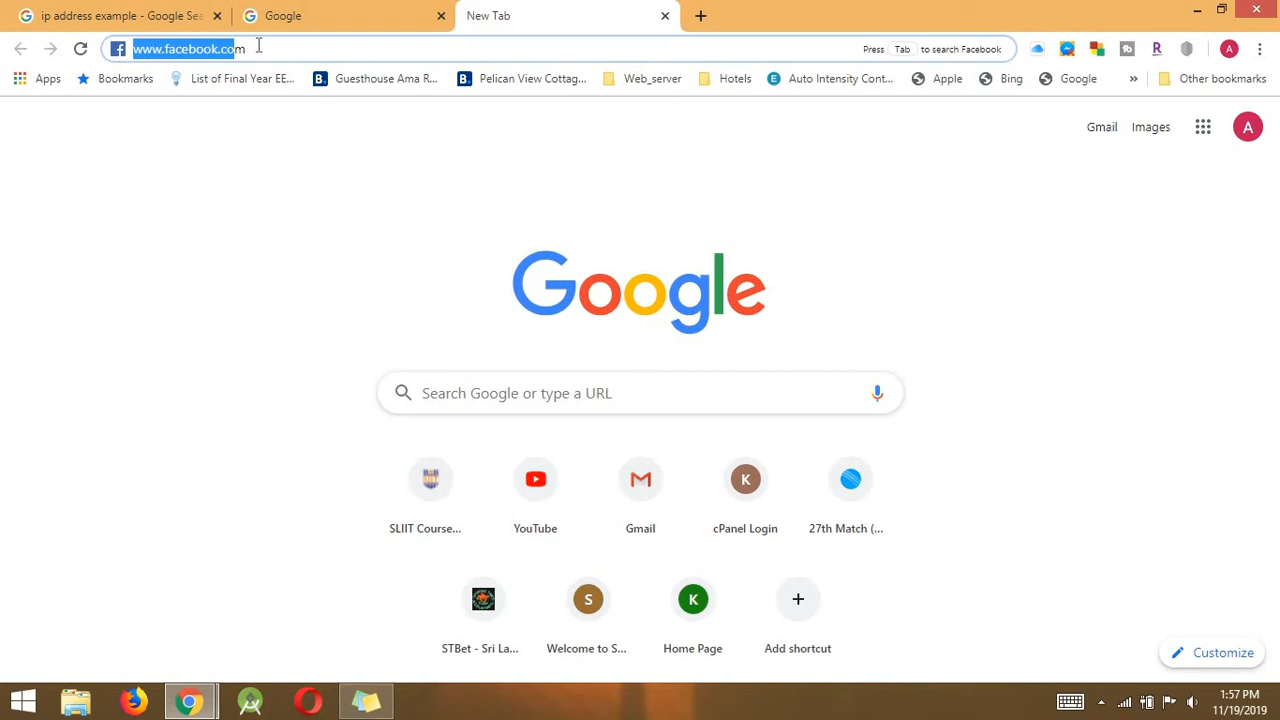 ip address example - Google Sea
Google
New Tab
www.facebook.com
Press Tab to search Facebook
Apps
Bookmarks
List of Final Year EE...
Guesthouse Ama R...
Pelican View Cottag...
Web_server
Hotels
Auto Intensity Cont...
Apple
Bing
Google
Other bookmarks
Gmail
Images
A
Google
Search Google or type a URL
K
SLIIT Course...
YouTube
Gmail
cPanel Login
27th Match (...
S
K
STBet - Sri La...
Welcome to S...
Home Page
Add shortcut
Customize
1:57 PM
11/19/2019